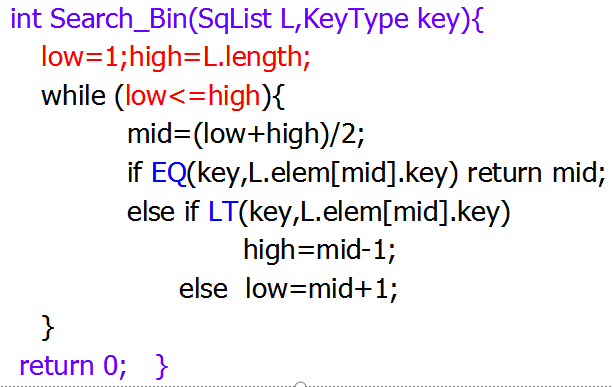 int Search_Bin(SqList L,KeyType key){
low=1;high=L.length;
while (low<=high){
mid=(low+high)/2;
if EQ(key,L.elem[mid].key) return mid;
else if LT(key,L.elem[mid].key)
high=mid-1;
else low=mid+1;
}
return 0; }